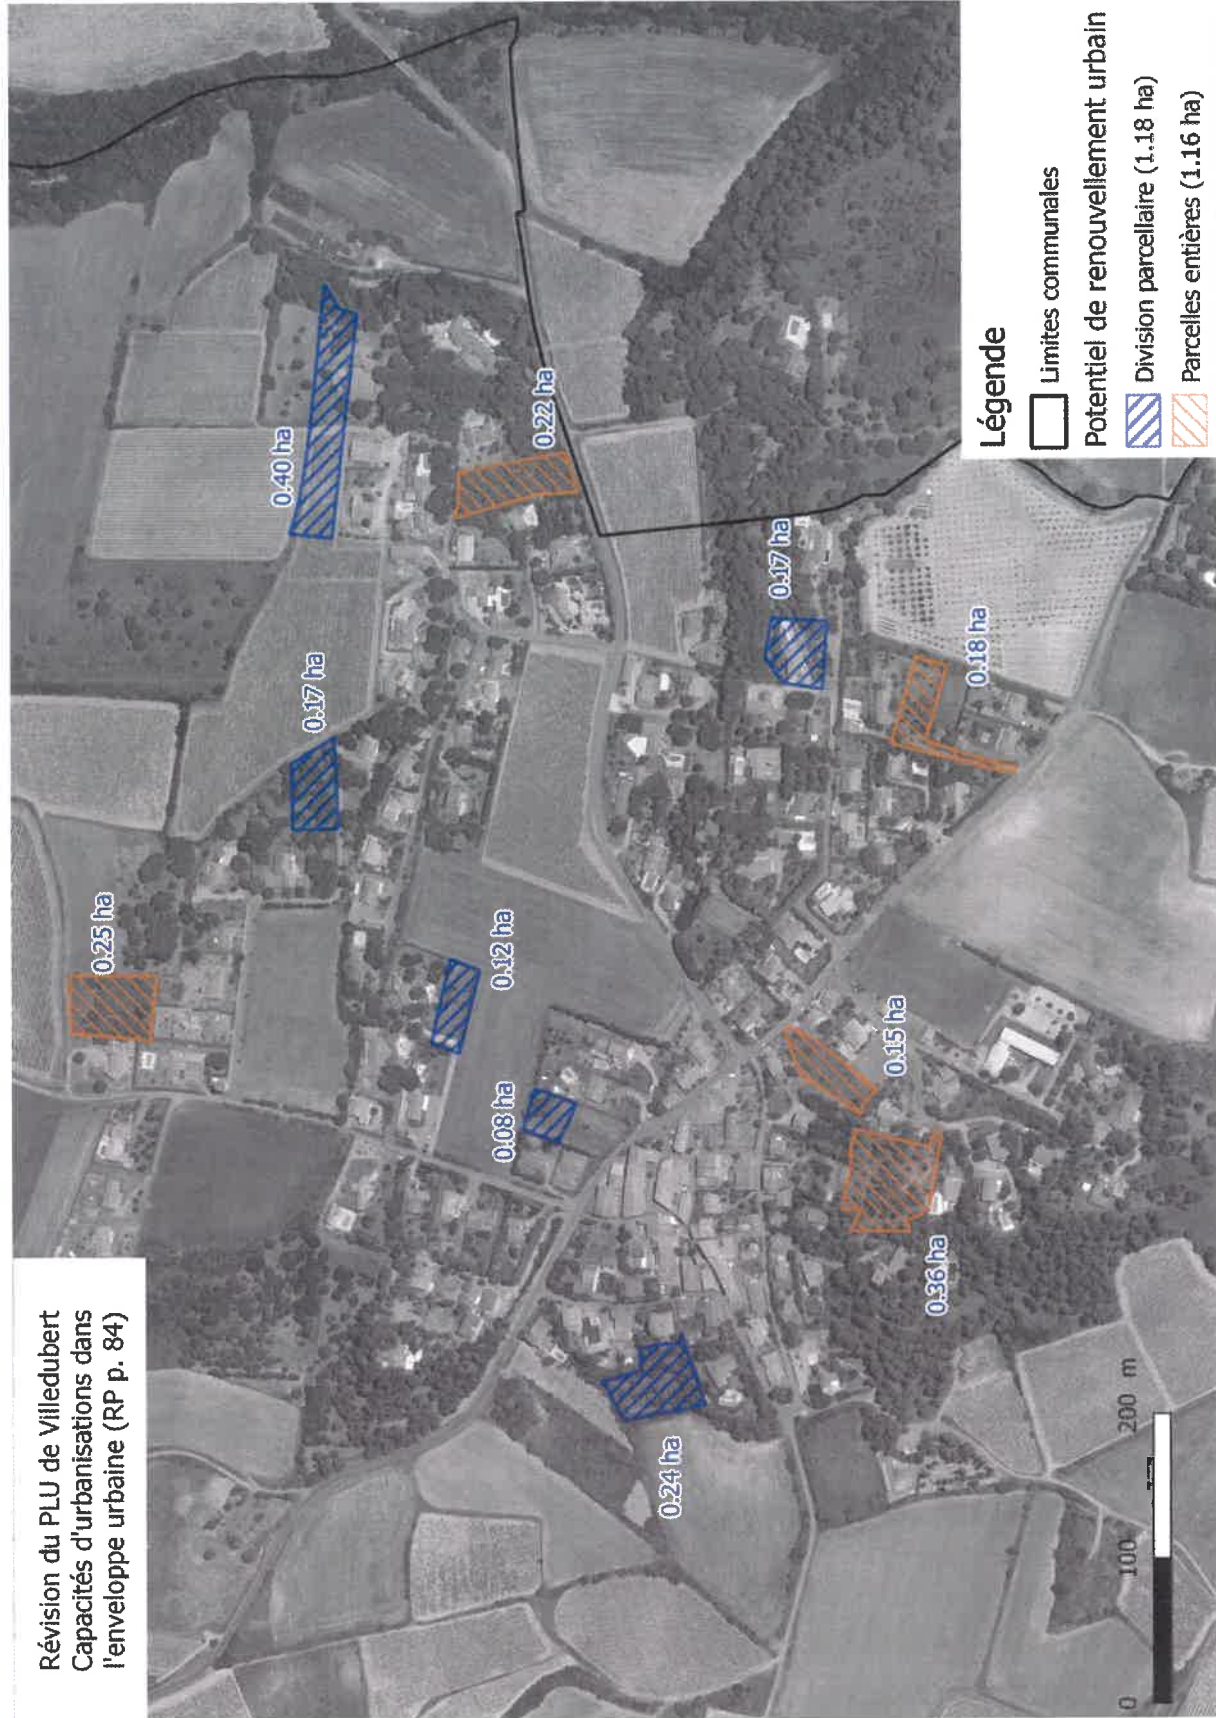 Révision du PLU de Villedubert
Capacités d'urbanisations dans
l'enveloppe urbaine (RP p. 84)
0.25 ha
0.17 ha
0.40 ha
0.12 ha
0.08 ha
0.22 ha
0.24 ha
0.17 ha
0.15 ha
0.36 ha
0.18 ha
0
100
200 m
Légende
Limites communales
Potentiel de renouvellement urbain
Division parcellaire (1.18 ha)
Parcelles entières (1.16 ha)